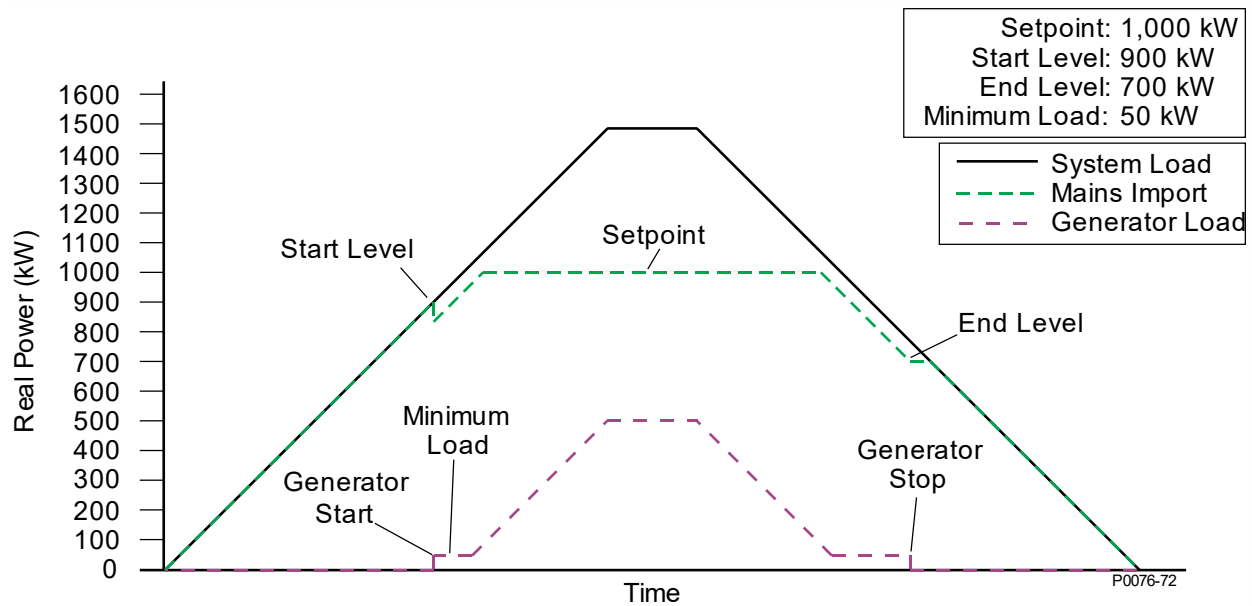 Setpoint: 1,000 kW
Start Level: 900 kW
End Level: 700 kW
Minimum Load: 50 kW
System Load
Mains Import
Generator Load
Real Power (kW)
1600
1500
1400
1300
1200
1100
1000
900
800
700
600
500
400
300
200
100
0
Start Level
Setpoint
End Level
Minimum
Load
Generator
Start
Generator
Stop
Time
P0076-72